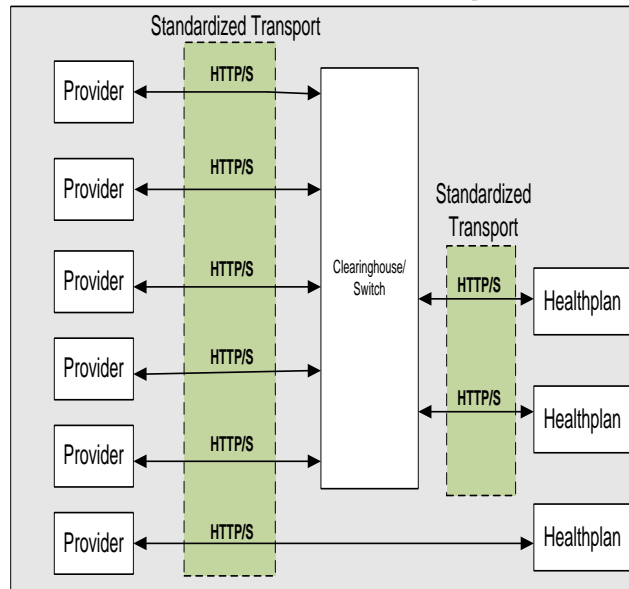 Standardized Transport
HTTP/S
Provider
HTTP/S
Provider
Standardized
Transport
HTTP/S
Provider
Clearinghouse/
Switch
HTTP/S
Healthplan
HTTP/S
Provider
HTTP/S
Healthplan
HTTP/S
Provider
HTTP/S
Provider
Healthplan